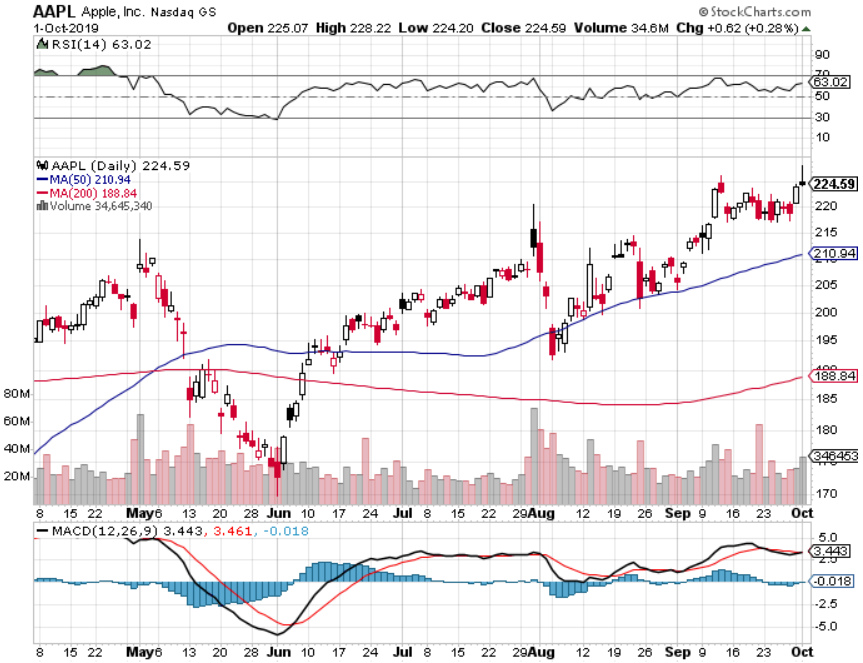 AAPL Apple, Inc. Nasdaq GS © StockCharts.com
1-Oct-2019 Open 225.07 High 228.22 Low 224.20 Close 224.59 Volume 34.6M Chg +0.62 (+0.28%)
RSI(14) 63.02
90
70
63.02
50
30
10
AAPL (Daily) 224.59
MA(50) 210.94
MA(200) 188.84
Volume 34,645,340
224.59
220
215
210.94
205
200
195
188.84
185
80M 180
60M
40M
3464453
20M
170
8 15 22 May 6 13 20 28 Jun 10 17 24 Jul 8 15 22 29 Aug 12 19 26 Sep 9 16 23 Oct
MACD(12,26,9) 3.443, 3.461, -0.018
5.0
3.443
2.5
-0.018
-2.5
-5.0
8 15 22 May 6 13 20 28 Jun 10 17 24 Jul 8 15 22 29 Aug 12 19 26 Sep 9 16 23 Oct